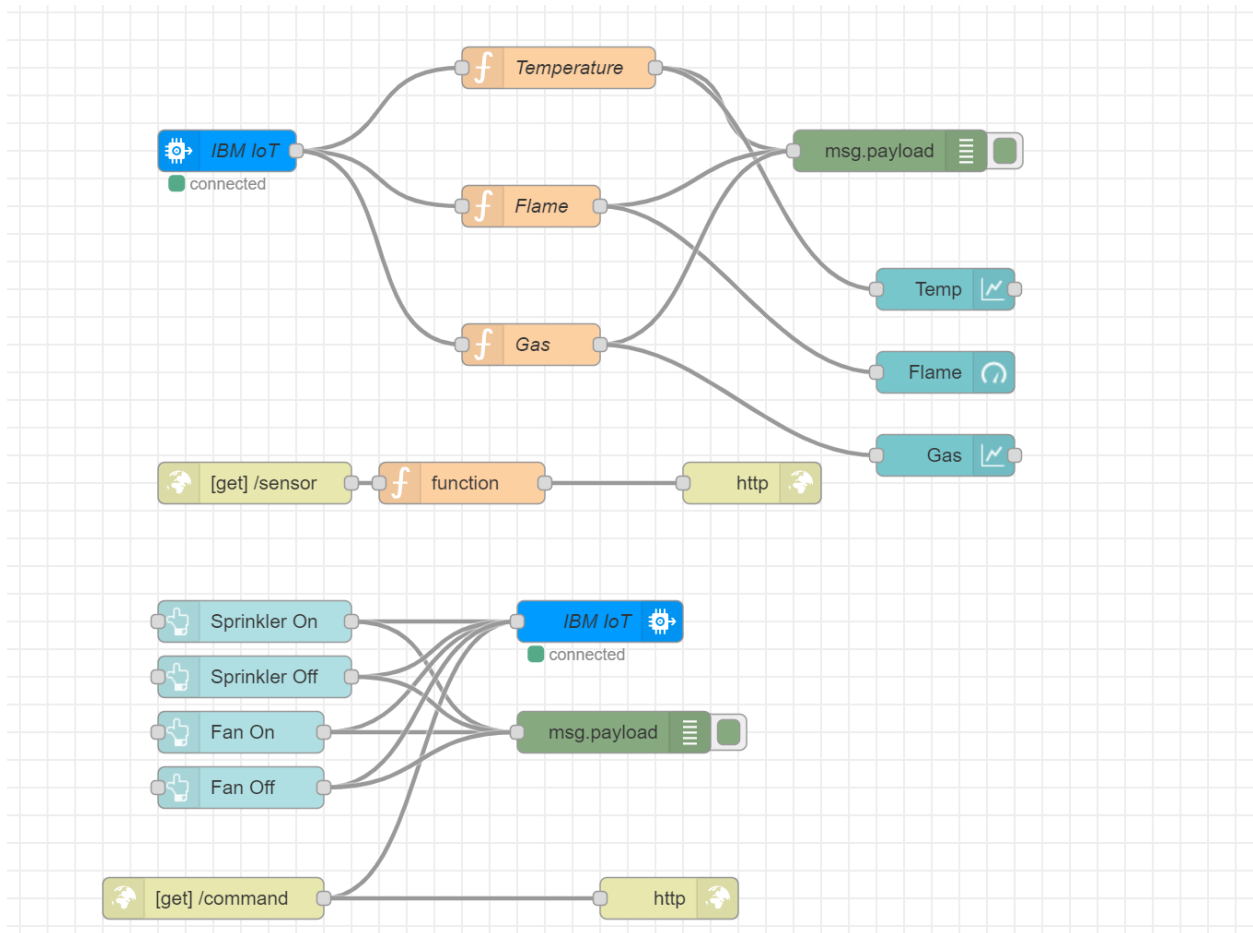 Temperature
IBM IoT
msg.payload
connected
Flame
Temp
Gas
Flame
Gas
[get] /sensor
function
http
Sprinkler On
IBM IoT
connected
Sprinkler Off
Fan On
msg.payload
Fan Off
[get] /command
http